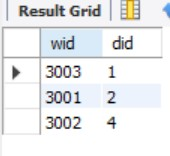 Result Grid
wid did
3003 1
3001 2
3002 4